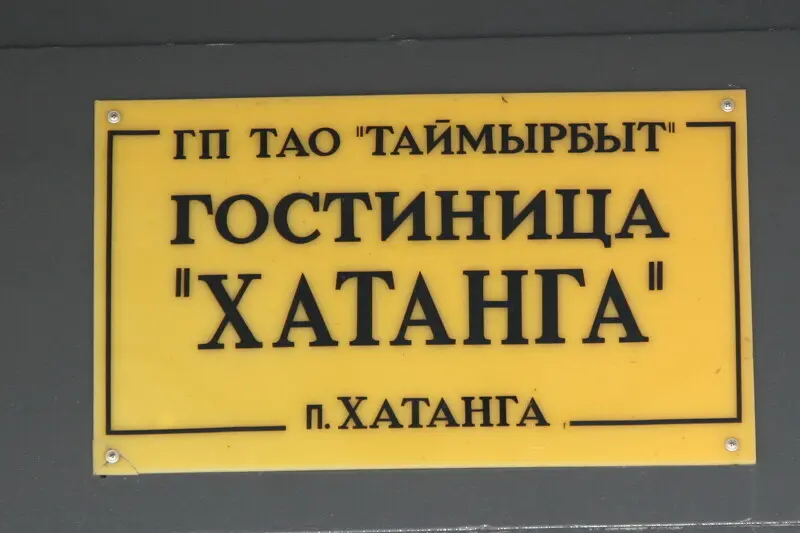 ГП ТАО "ТАЙМЫРБЫТ"
ГОСТИНИЦА
"ХАТАНГА"
п. ХАТАНГА